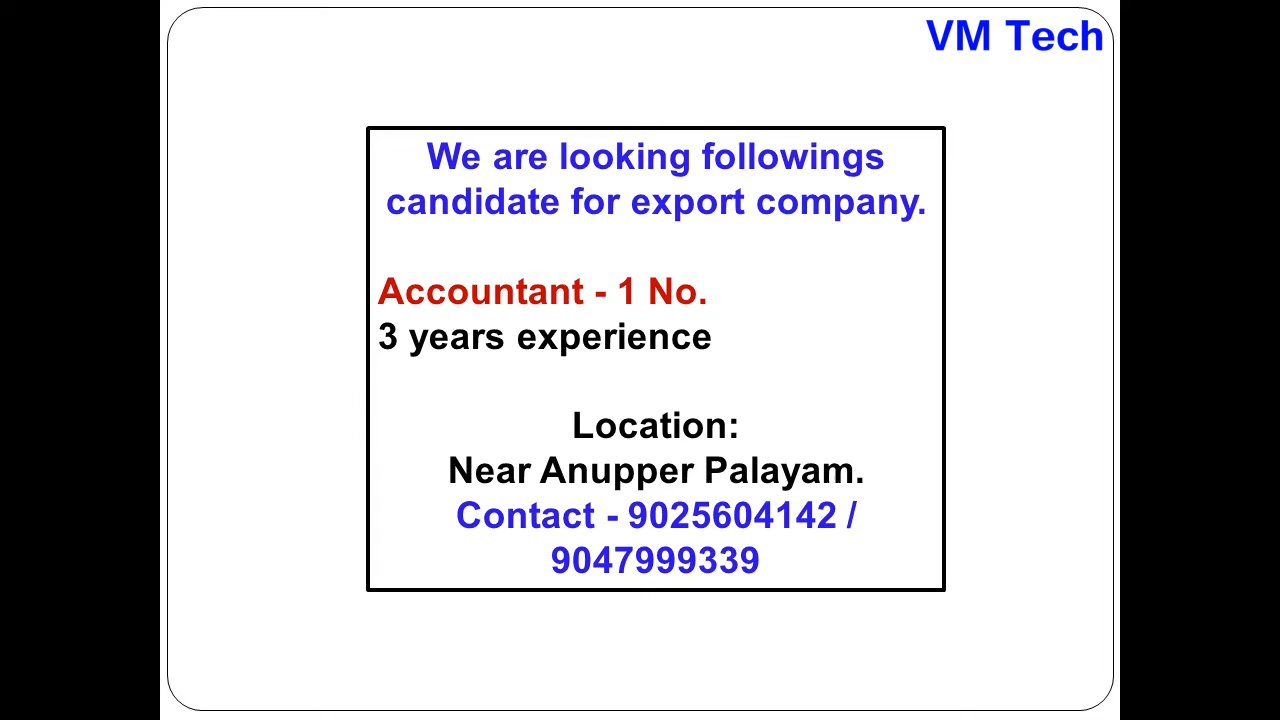 VM Tech
We are looking followings
candidate for export company.
Accountant - 1 No.
3 years experience
Location:
Near Anupper Palayam.
Contact - 9025604142 /
9047999339